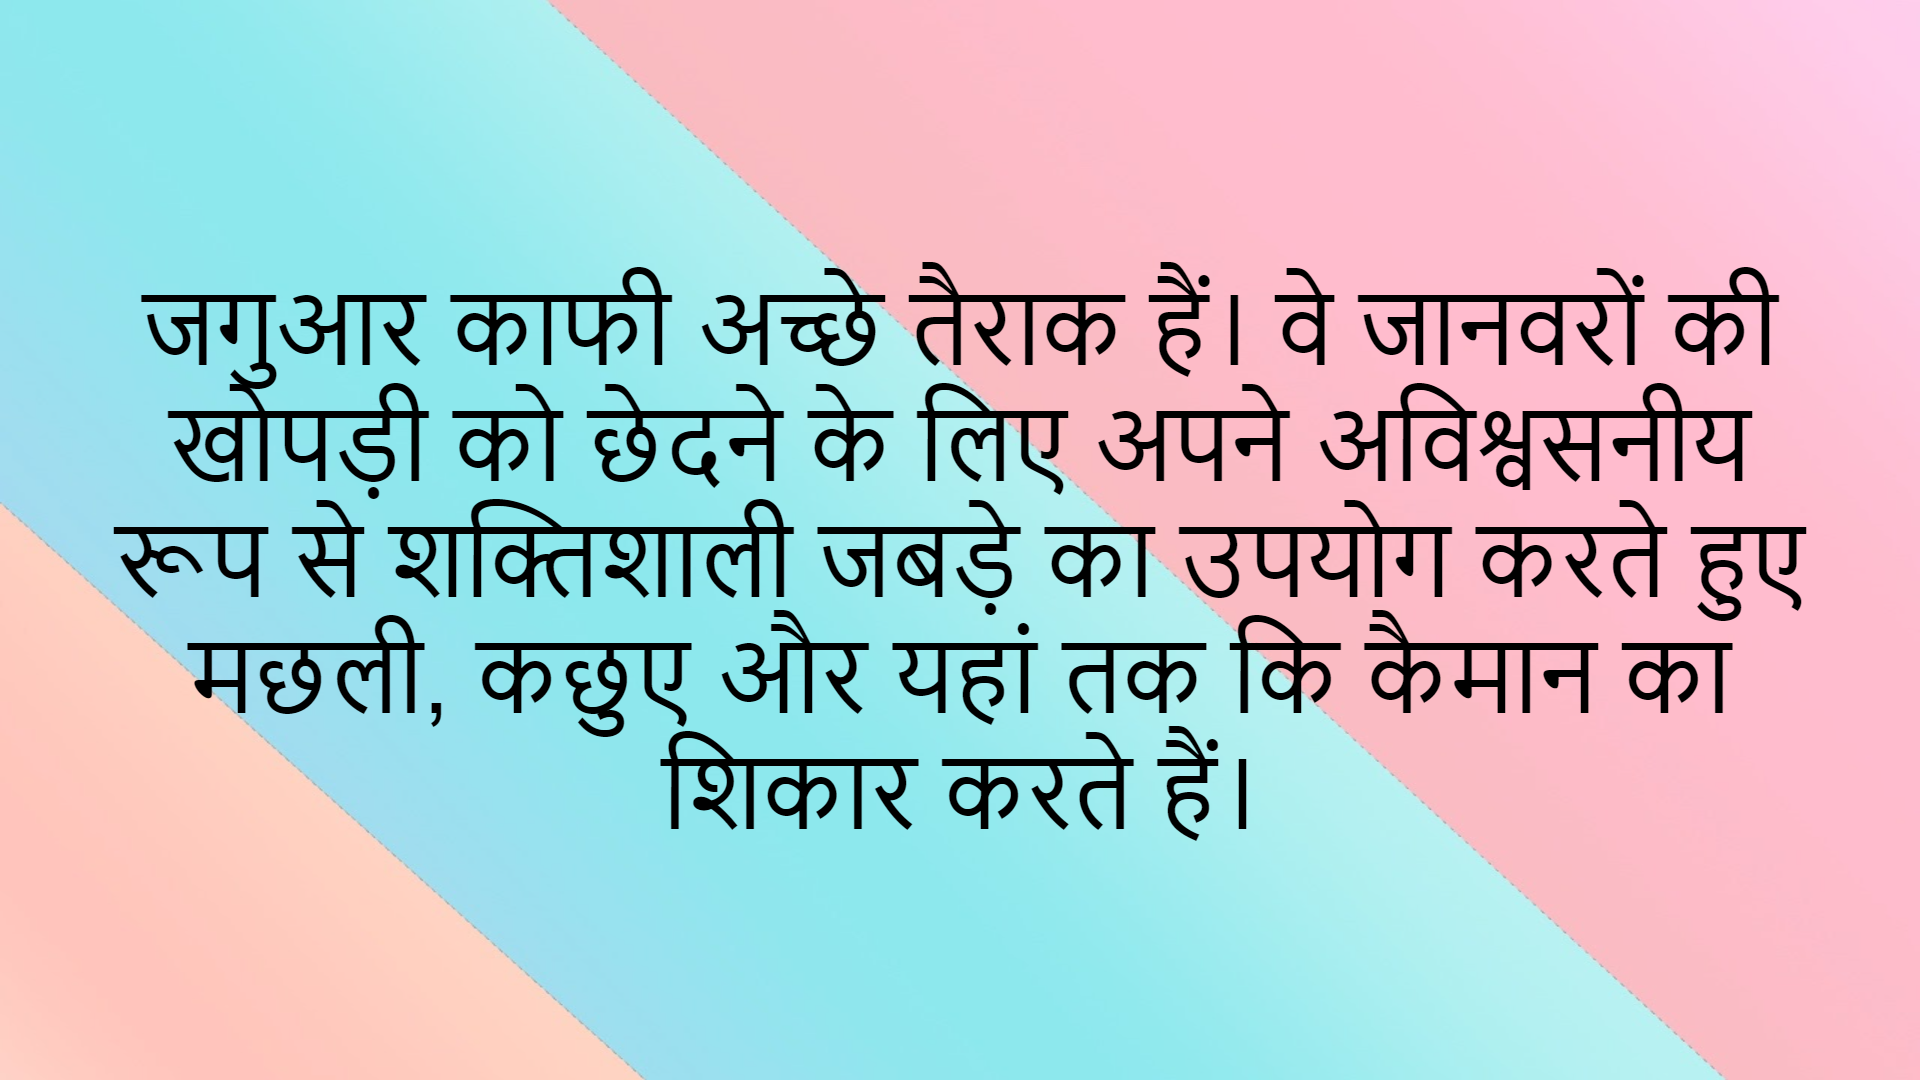 जगुआर काफी अच्छे तैराक हैं। वे जानवरों की
खोपड़ी को छेदने के लिए अपने अविश्वसनीय
रूप से शक्तिशाली जबड़े का उपयोग करते हुए
मछली, कछुए और यहां तक कि कैमान का
शिकार करते हैं।